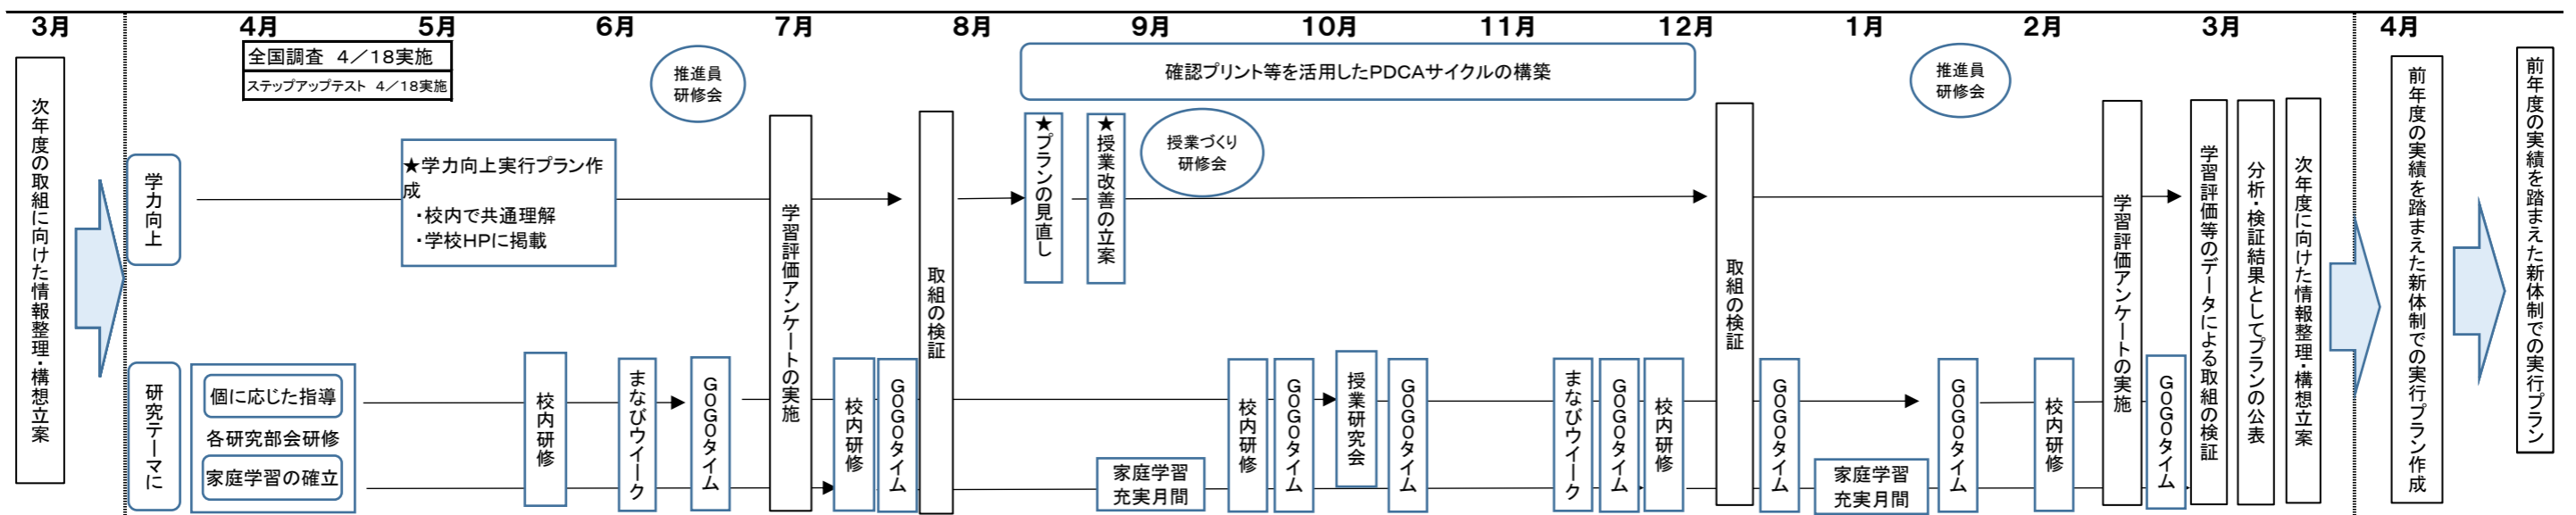 3月 4月 5月 6月 7月 8月 9月 10月 11月 12月 1月 2月 3月 4月
次年度の取組に向けた情報整理・構想立案
全国調査 4／18実施
ステップアップテスト 4／18実施
推進員
研修会
確認プリント等を活用したPDCAサイクルの構築
推進員
研修会
学力向上
★学力向上実行プラン作
成
・校内で共通理解
・学校HPに掲載
学習評価アンケートの実施
取組の検証
★プランの見直し
★授業改善の立案
授業づくり
研修会
取組の検証
学習評価アンケートの実施
学習評価等のデータによる取組の検証
分析・検証結果としてプランの公表
次年度に向けた情報整理・構想立案
前年度の実績を踏まえた新体制での実行プラン作成
前年度の実績を踏まえた新体制での実行プラン
研究テーマに
個に応じた指導
各研究部会研修
家庭学習の確立
校内研修
まなびウイーク
GOGOタイム
校内研修
GOGOタイム
家庭学習
充実月間
校内研修
GOGOタイム
授業研究会
GOGOタイム
まなびウイーク
GOGOタイム
校内研修
GOGOタイム
家庭学習
充実月間
GOGOタイム
校内研修
GOGOタイム